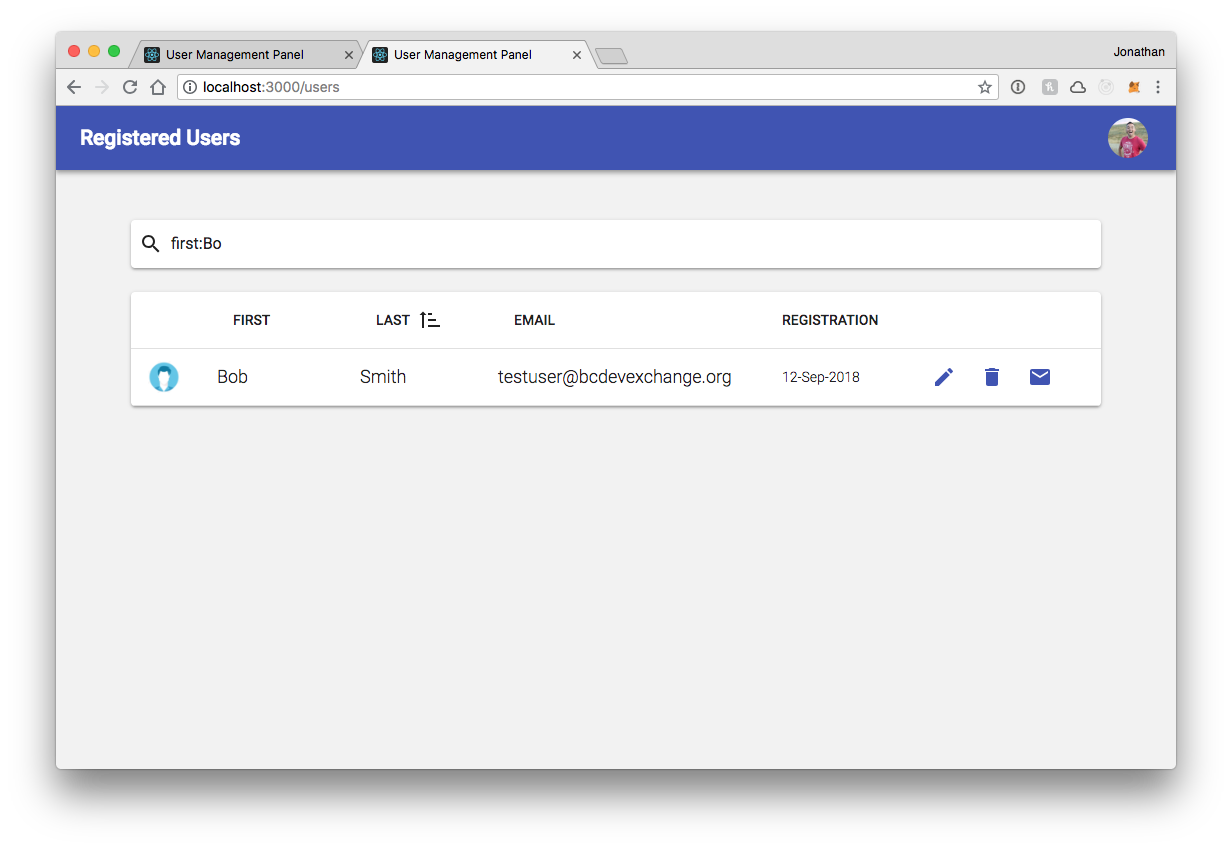 User Management Panel User Management Panel Jonathan
localhost:3000/users
Registered Users
first:Bo
FIRST LAST EMAIL REGISTRATION
Bob Smith testuser@bcdevexchange.org 12-Sep-2018